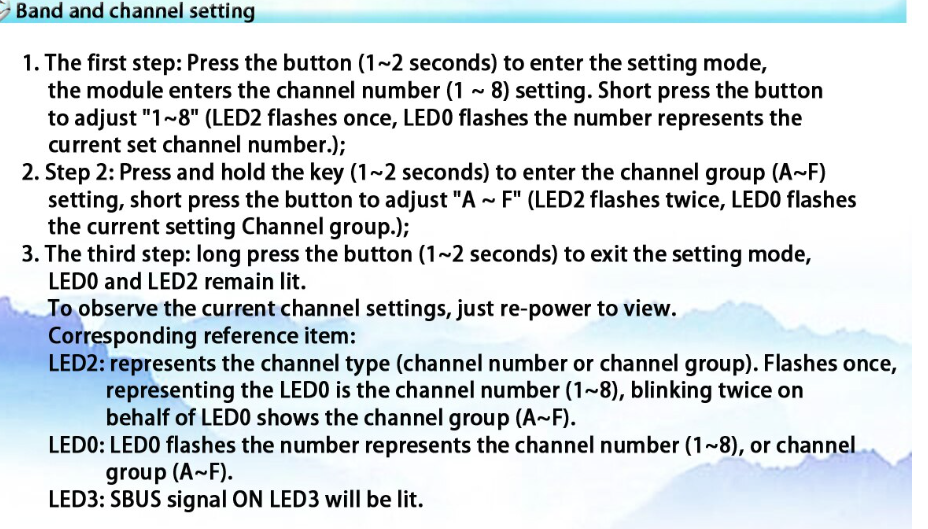 Band and channel setting
1. The first step: Press the button (1~2 seconds) to enter the setting mode,
the module enters the channel number (1 ~ 8) setting. Short press the button
to adjust "1~8" (LED2 flashes once, LED0 flashes the number represents the
current set channel number.);
2. Step 2: Press and hold the key (1~2 seconds) to enter the channel group (A~F)
setting, short press the button to adjust "A ~ F" (LED2 flashes twice, LED0 flashes
the current setting Channel group.);
3. The third step: long press the button (1~2 seconds) to exit the setting mode,
LED0 and LED2 remain lit.
To observe the current channel settings, just re-power to view.
Corresponding reference item:
LED2: represents the channel type (channel number or channel group). Flashes once,
representing the LED0 is the channel number (1~8), blinking twice on
behalf of LED0 shows the channel group (A~F).
LED0: LED0 flashes the number represents the channel number (1~8), or channel
group (A~F).
LED3: SBUS signal ON LED3 will be lit.